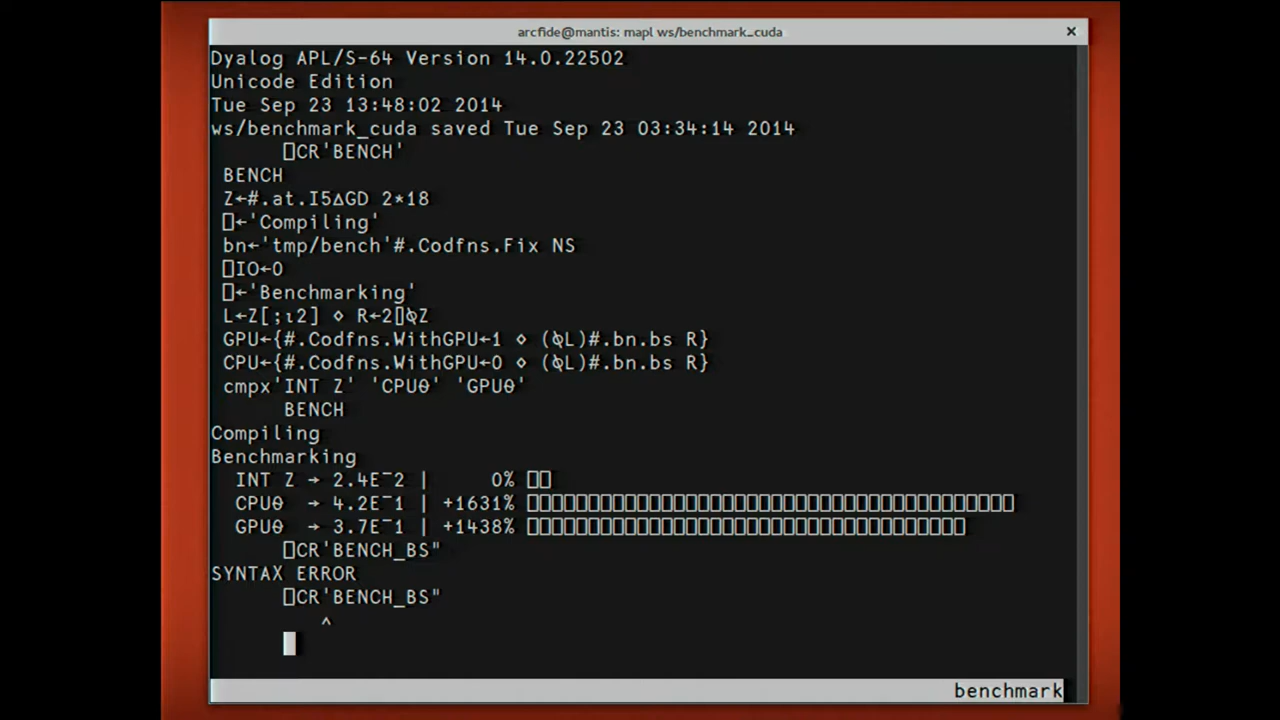 arcfide@mantis: mapl ws/benchmark_cuda ×
Dyalog APL/S-64 Version 14.0.22502
Unicode Edition
Tue Sep 23 13:48:02 2014
ws/benchmark_cuda saved Tue Sep 23 03:34:14 2014
      ⎕CR'BENCH'
 BENCH
 Z←#.at.I5∆GD 2*18
 ⎕←'Compiling'
 bn←'tmp/bench'#.Codfns.Fix NS
 ⎕IO←0
 ⎕←'Benchmarking'
 L←Z[;⍳2] ⋄ R←2⌷⍉Z
 GPU←{#.Codfns.WithGPU←1 ⋄ (⍉L)#.bn.bs R}
 CPU←{#.Codfns.WithGPU←0 ⋄ (⍉L)#.bn.bs R}
 cmpx'INT Z' 'CPU⍬' 'GPU⍬'
      BENCH
Compiling
Benchmarking
  INT Z → 2.4E¯2 |     0% ⎕⎕
  CPU⍬  → 4.2E¯1 | +1631% ⎕⎕⎕⎕⎕⎕⎕⎕⎕⎕⎕⎕⎕⎕⎕⎕⎕⎕⎕⎕⎕⎕⎕⎕⎕⎕⎕⎕⎕⎕⎕⎕⎕⎕⎕⎕⎕⎕⎕⎕
  GPU⍬  → 3.7E¯1 | +1438% ⎕⎕⎕⎕⎕⎕⎕⎕⎕⎕⎕⎕⎕⎕⎕⎕⎕⎕⎕⎕⎕⎕⎕⎕⎕⎕⎕⎕⎕⎕⎕⎕⎕⎕⎕⎕
      ⎕CR'BENCH_BS"
SYNTAX ERROR
      ⎕CR'BENCH_BS"
         ^
benchmark